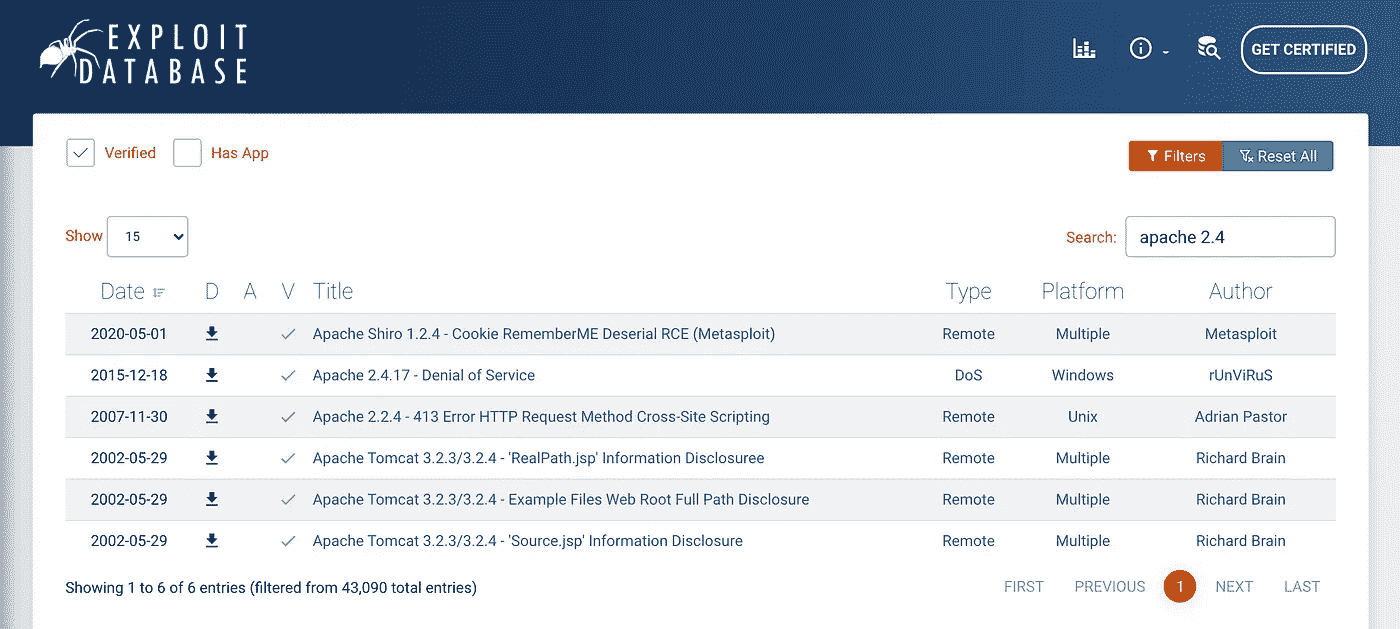 EXPLOIT
DATABASE
GET CERTIFIED
Verified Has App
Filters Reset All
Show 15
Search: apache 2.4
Date D A V Title Type Platform Author
2020-05-01 Apache Shiro 1.2.4 - Cookie RememberME Deserial RCE (Metasploit) Remote Multiple Metasploit
2015-12-18 Apache 2.4.17 - Denial of Service DoS Windows rUnViRuS
2007-11-30 Apache 2.2.4 - 413 Error HTTP Request Method Cross-Site Scripting Remote Unix Adrian Pastor
2002-05-29 Apache Tomcat 3.2.3/3.2.4 - 'RealPath.jsp' Information Disclosuree Remote Multiple Richard Brain
2002-05-29 Apache Tomcat 3.2.3/3.2.4 - Example Files Web Root Full Path Disclosure Remote Multiple Richard Brain
2002-05-29 Apache Tomcat 3.2.3/3.2.4 - 'Source.jsp' Information Disclosure Remote Multiple Richard Brain
Showing 1 to 6 of 6 entries (filtered from 43,090 total entries) FIRST PREVIOUS 1 NEXT LAST